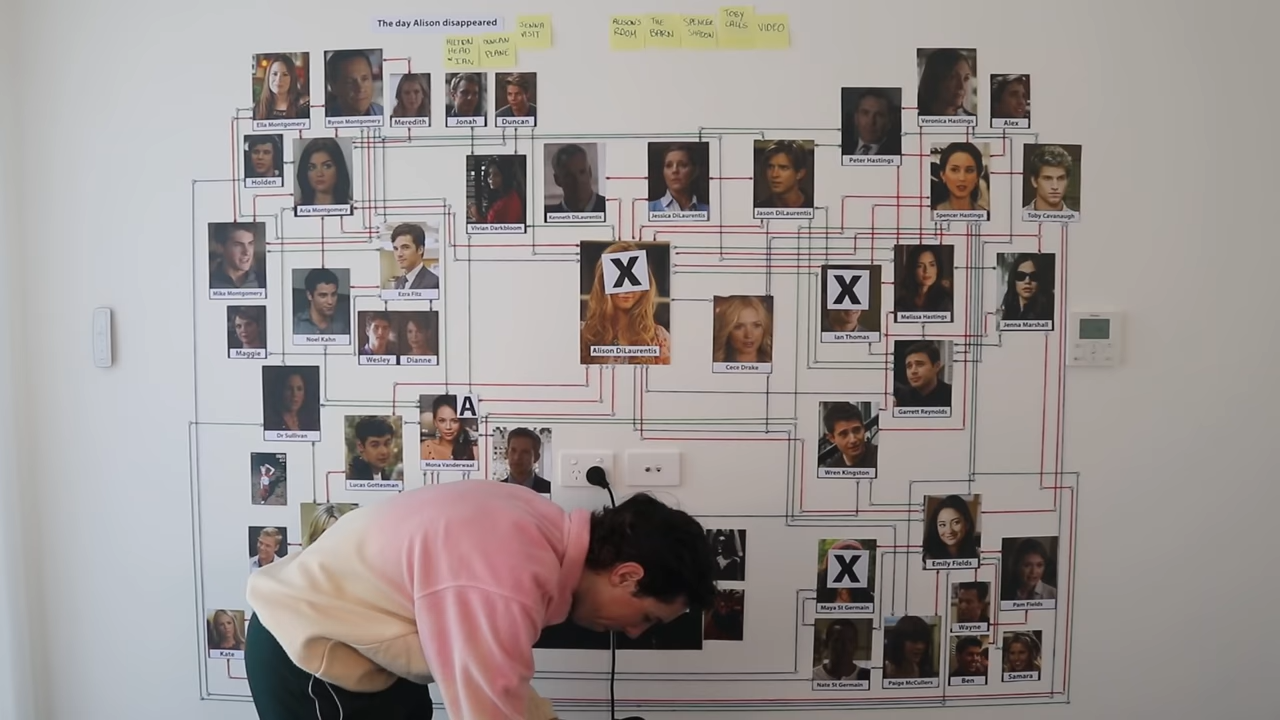 The day Alison disappeared
JENNA
VISIT
HILTON
HEAD
IAN
DUNCAN
PLANE
ALISON'S
ROOM
THE
BARN
SPENCER
SHADOW
TOBY
CALLS
VIDEO
Ella Montgomery
Byron Montgomery
Meredith
Jonah
Duncan
Peter Hastings
Veronica Hastings
Alex
Holden
Aria Montgomery
Vivian Darkbloom
Kenneth DiLaurentis
Jessica DiLaurentis
Jason DiLaurentis
Spencer Hastings
Toby Cavanaugh
Mike Montgomery
Ezra Fitz
X
Alison DiLaurentis
Cece Drake
X
Ian Thomas
Melissa Hastings
Jenna Marshall
Maggie
Noel Kahn
Wesley
Dianne
Garrett Reynolds
Dr Sullivan
Lucas Gottesman
A
Mona Vanderwaal
Wren Kingston
Emily Fields
X
Maya St Germain
Pam Fields
Wayne
Kate
Nate St Germain
Paige McCullers
Ben
Samara